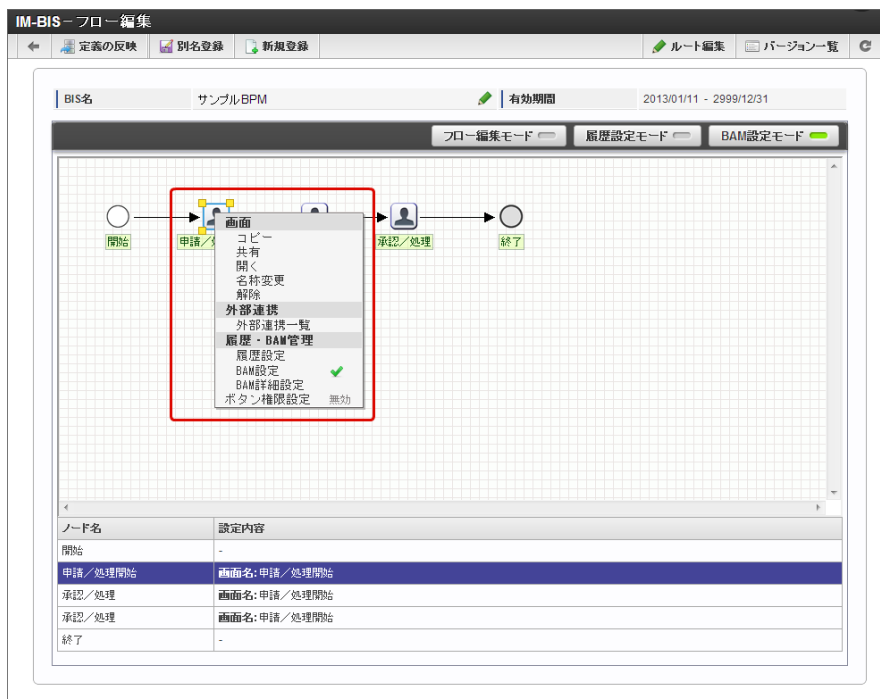 IM-BIS－フロー編集
定義の反映 別名登録 新規登録 ルート編集 バージョン一覧
BIS名 サンプルBPM 有効期間 2013/01/11 - 2999/12/31
フロー編集モード 履歴設定モード BAM設定モード
開始 申請／ 承認／処理 終了
画面
コピー
共有
開く
名称変更
解除
外部連携
外部連携一覧
履歴・BAM管理
履歴設定
BAM設定
BAM詳細設定
ボタン権限設定 無効
ノード名 設定内容
開始 -
申請／処理開始 画面名:申請／処理開始
承認／処理 画面名:申請／処理開始
承認／処理 画面名:申請／処理開始
終了 -